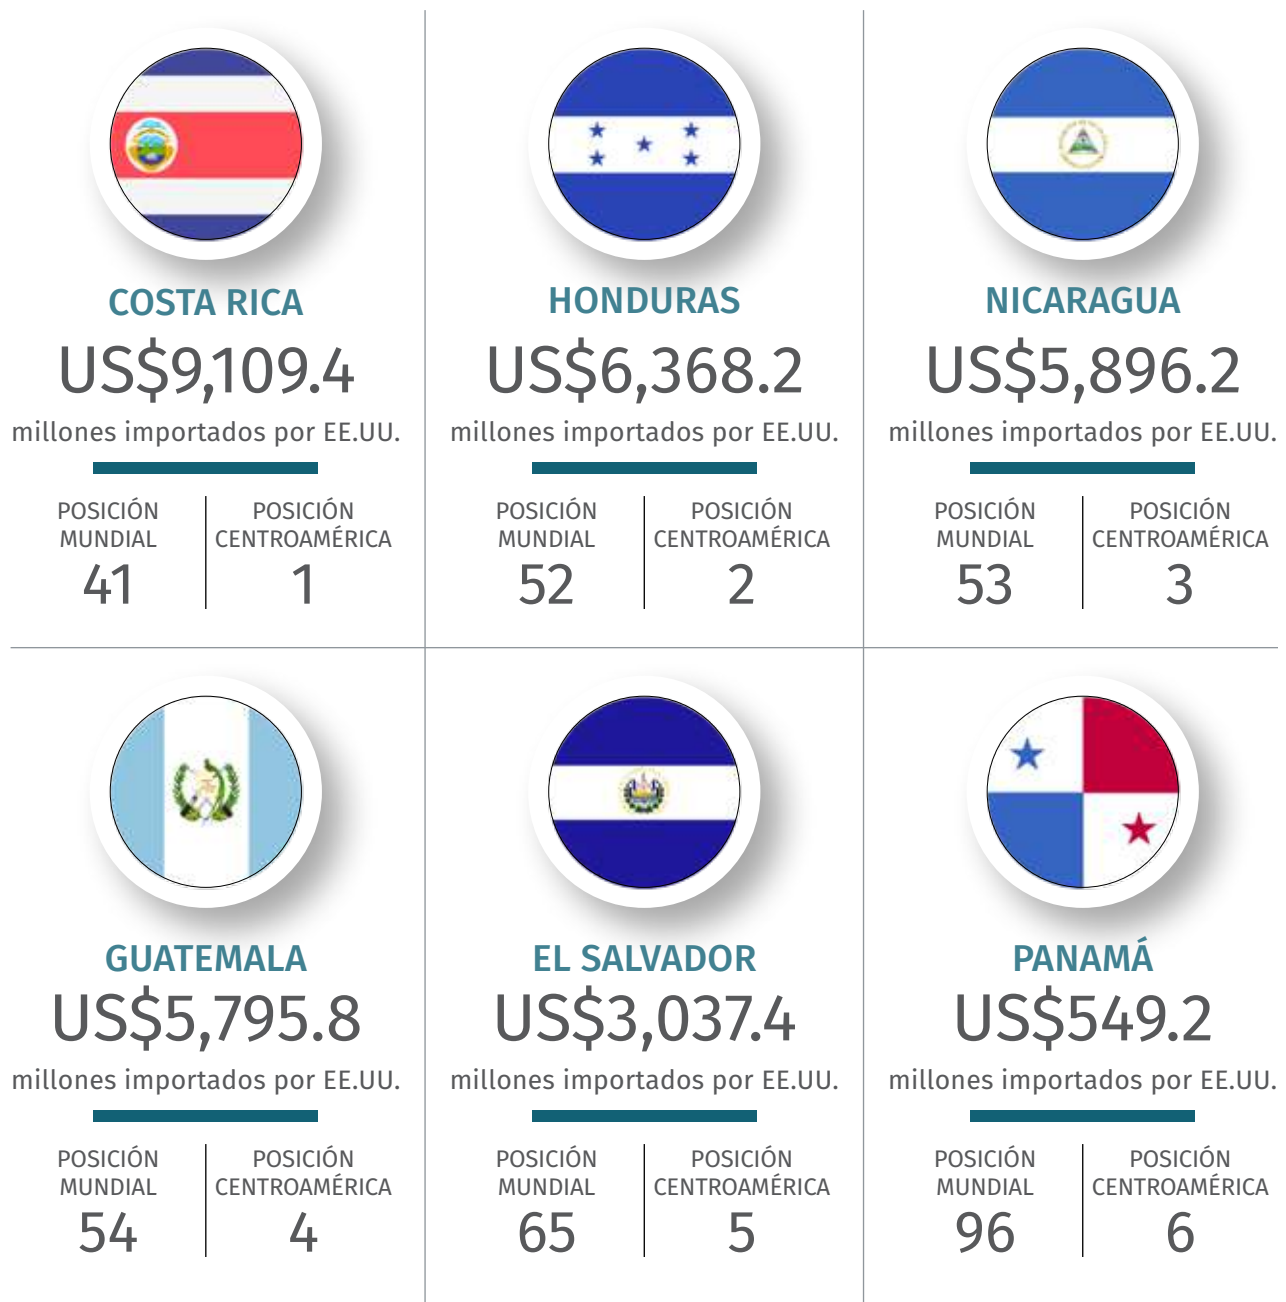 COSTA RICA
US$9,109.4
millones importados por EE.UU.
POSICIÓN
MUNDIAL
41
POSICIÓN
CENTROAMÉRICA
1
HONDURAS
US$6,368.2
millones importados por EE.UU.
POSICIÓN
MUNDIAL
52
POSICIÓN
CENTROAMÉRICA
2
NICARAGUA
US$5,896.2
millones importados por EE.UU.
POSICIÓN
MUNDIAL
53
POSICIÓN
CENTROAMÉRICA
3
GUATEMALA
US$5,795.8
millones importados por EE.UU.
POSICIÓN
MUNDIAL
54
POSICIÓN
CENTROAMÉRICA
4
EL SALVADOR
US$3,037.4
millones importados por EE.UU.
POSICIÓN
MUNDIAL
65
POSICIÓN
CENTROAMÉRICA
5
PANAMÁ
US$549.2
millones importados por EE.UU.
POSICIÓN
MUNDIAL
96
POSICIÓN
CENTROAMÉRICA
6